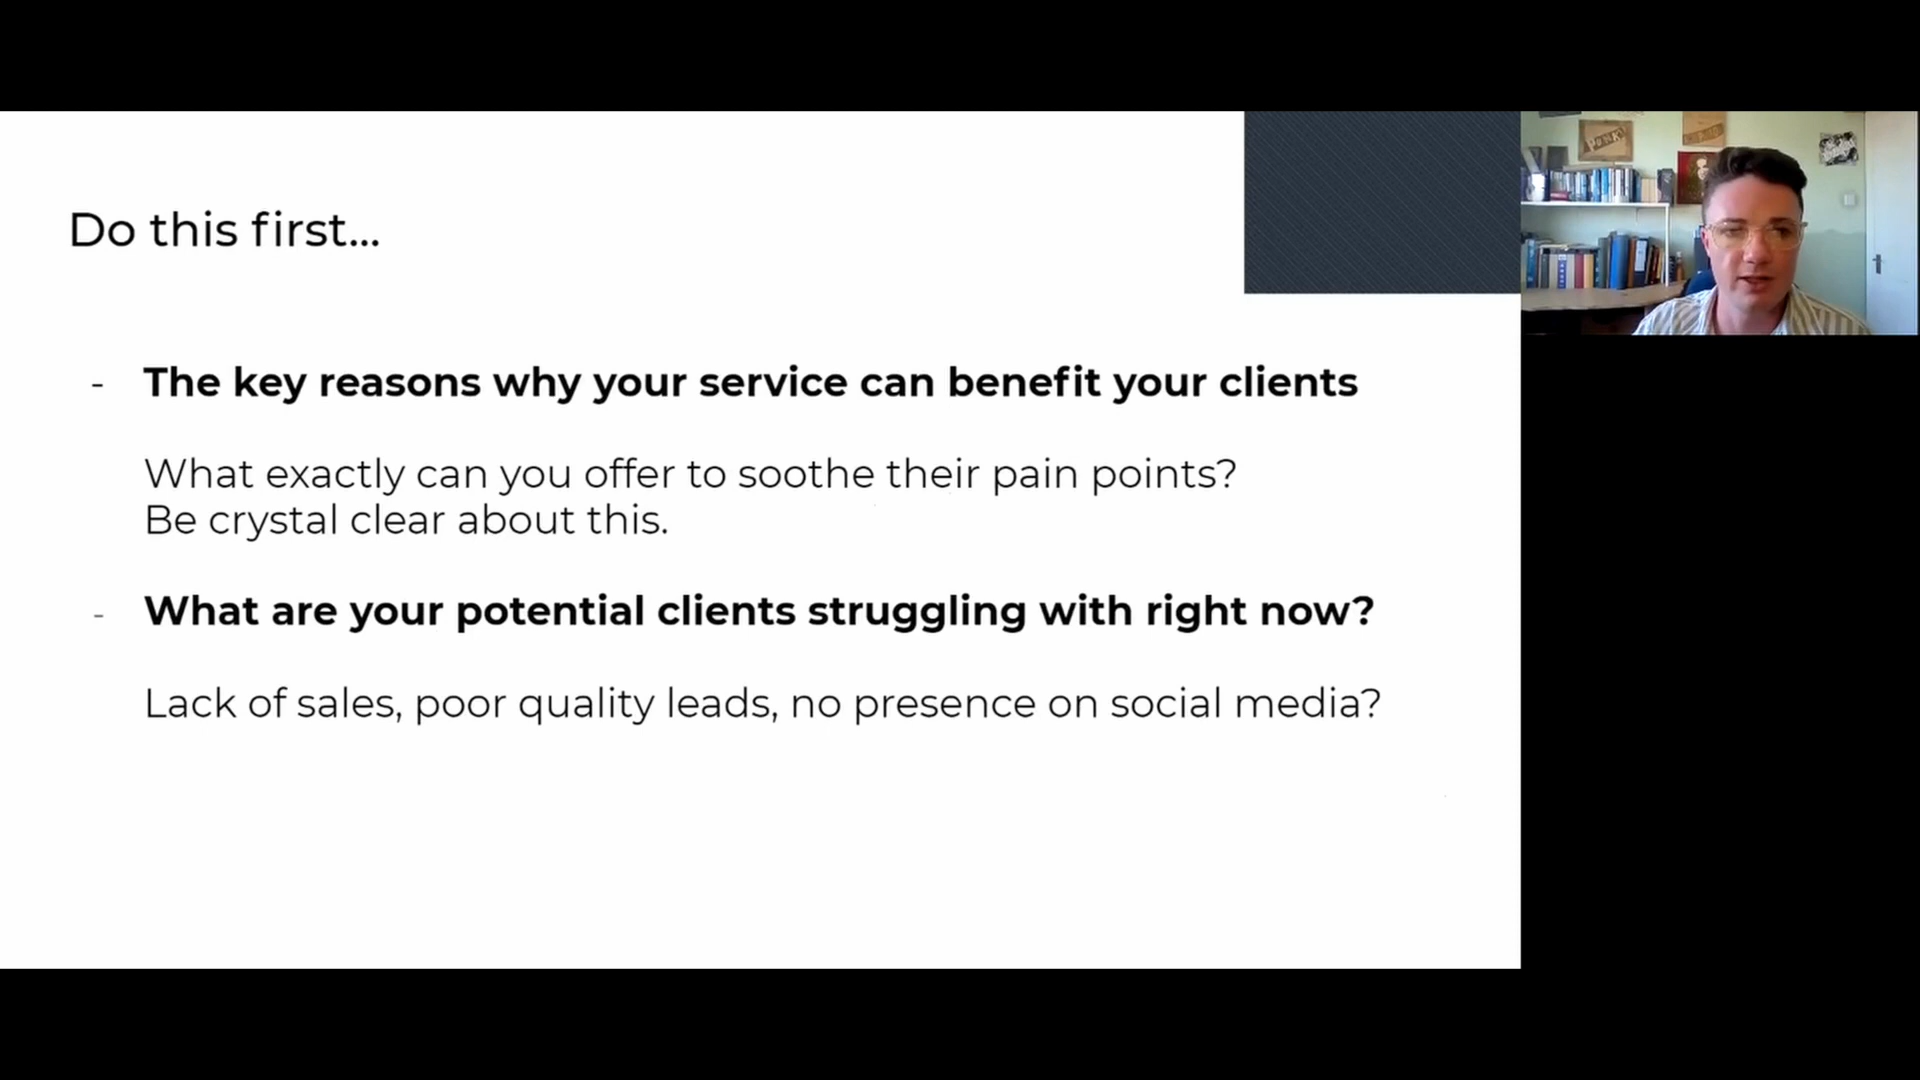 Do this first...
- The key reasons why your service can benefit your clients
What exactly can you offer to soothe their pain points?
Be crystal clear about this.
- What are your potential clients struggling with right now?
Lack of sales, poor quality leads, no presence on social media?
PUNK